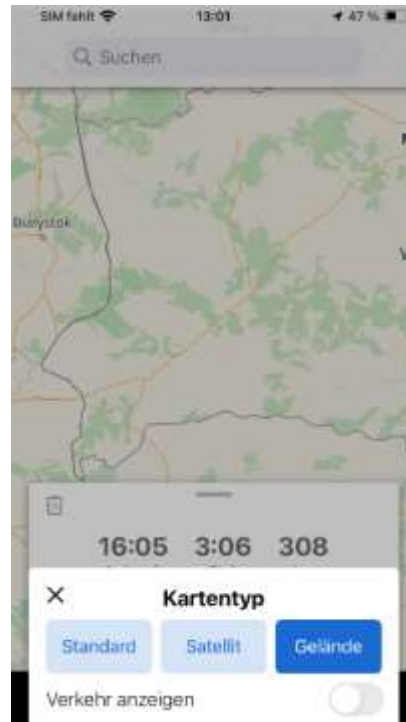 SIM fehlt 13:01 47 %
Suchen
Białystok
16:05 3:06 308
Kartentyp
Standard Satellit Gelände
Verkehr anzeigen